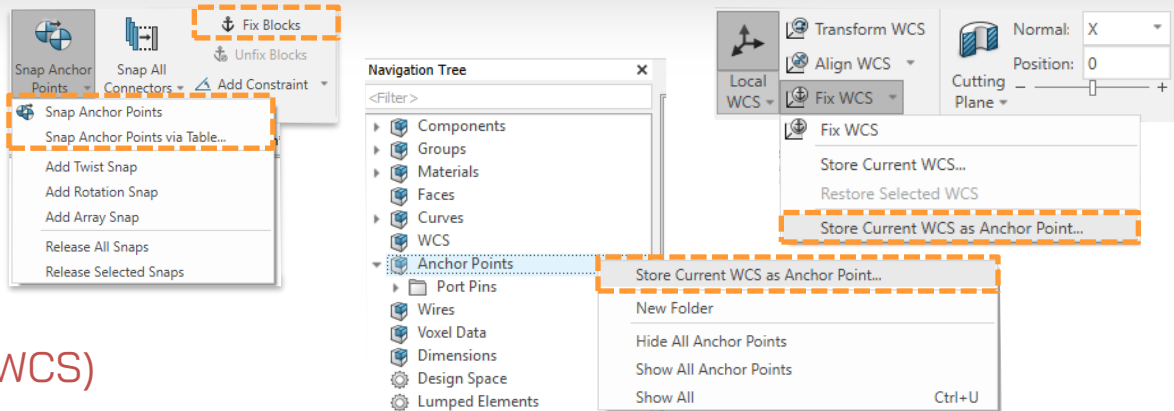 Fix Blocks
Unfix Blocks
Snap Anchor Points
Snap All Connectors
Add Constraint
Snap Anchor Points
Snap Anchor Points via Table...
Add Twist Snap
Add Rotation Snap
Add Array Snap
Release All Snaps
Release Selected Snaps
Navigation Tree
<Filter>
Components
Groups
Materials
Faces
Curves
WCS
Anchor Points
Port Pins
Wires
Voxel Data
Dimensions
Design Space
Lumped Elements
Store Current WCS as Anchor Point...
New Folder
Hide All Anchor Points
Show All Anchor Points
Show All Ctrl+U
Local WCS
Transform WCS
Align WCS
Fix WCS
Cutting Plane
Normal: X
Position: 0
Fix WCS
Store Current WCS...
Restore Selected WCS
Store Current WCS as Anchor Point...
WCS)